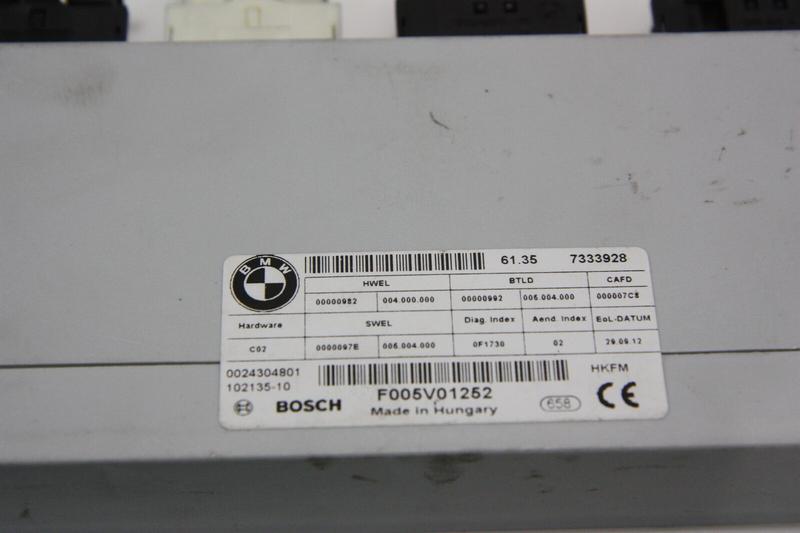 BMW
61.35 7333928
HWEL BTLD CAFD
00000982 004.000.000 00000992 006.004.000 000007C8
Hardware SWEL Diag. Index Aend. Index EoL-DATUM
C02 0000097E 006.004.000 0F1730 02 29.09.12
0024304801 HKFM
102135-10
BOSCH F005V01252 658 CE
Made in Hungary